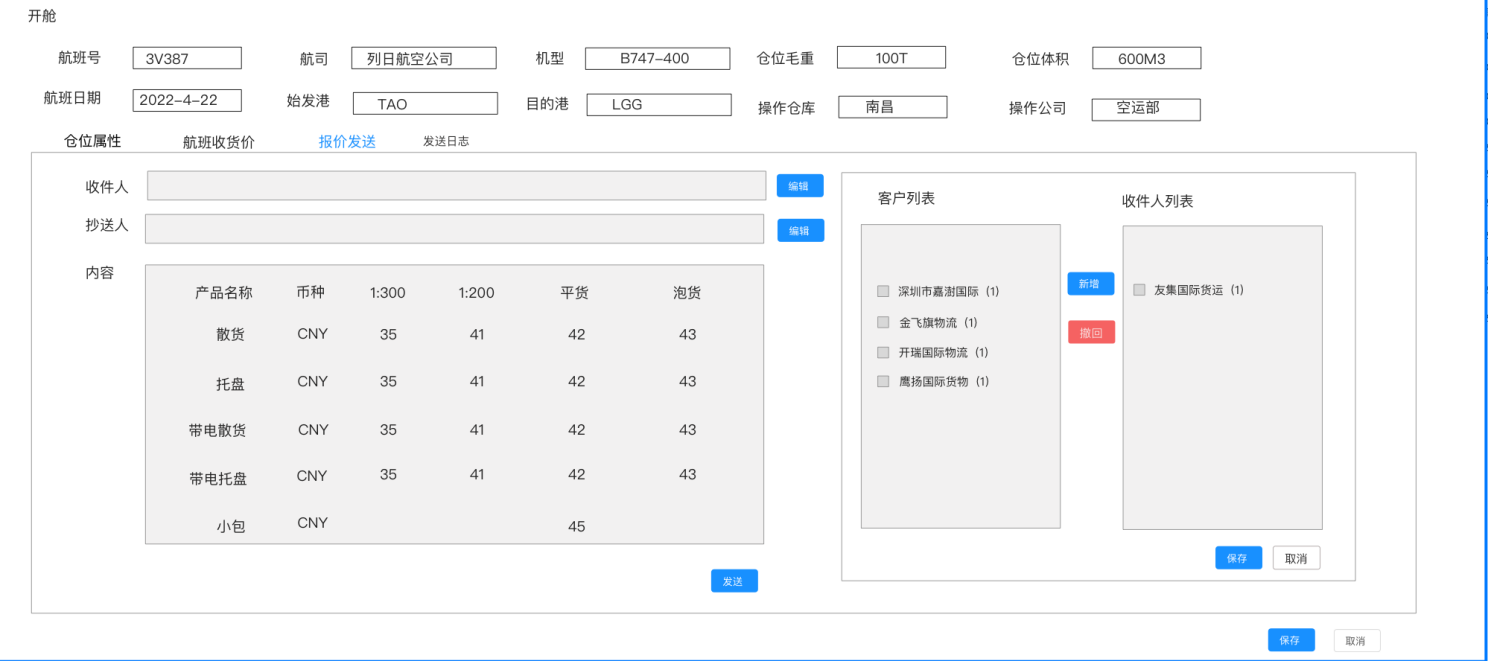 开舱
航班号 3V387 航司 列日航空公司 机型 B747-400 仓位毛重 100T 仓位体积 600M3
航班日期 2022-4-22 始发港 TAO 目的港 LGG 操作仓库 南昌 操作公司 空运部
仓位属性 航班收货价 报价发送 发送日志
收件人 编辑
抄送人 编辑
内容
产品名称 币种 1:300 1:200 平货 泡货
散货 CNY 35 41 42 43
托盘 CNY 35 41 42 43
带电散货 CNY 35 41 42 43
带电托盘 CNY 35 41 42 43
小包 CNY 45
发送
客户列表 收件人列表
深圳市嘉澍国际（1） 新增 友集国际货运（1）
金飞旗物流（1） 撤回
开瑞国际物流（1）
鹰扬国际货物（1）
保存 取消
保存 取消